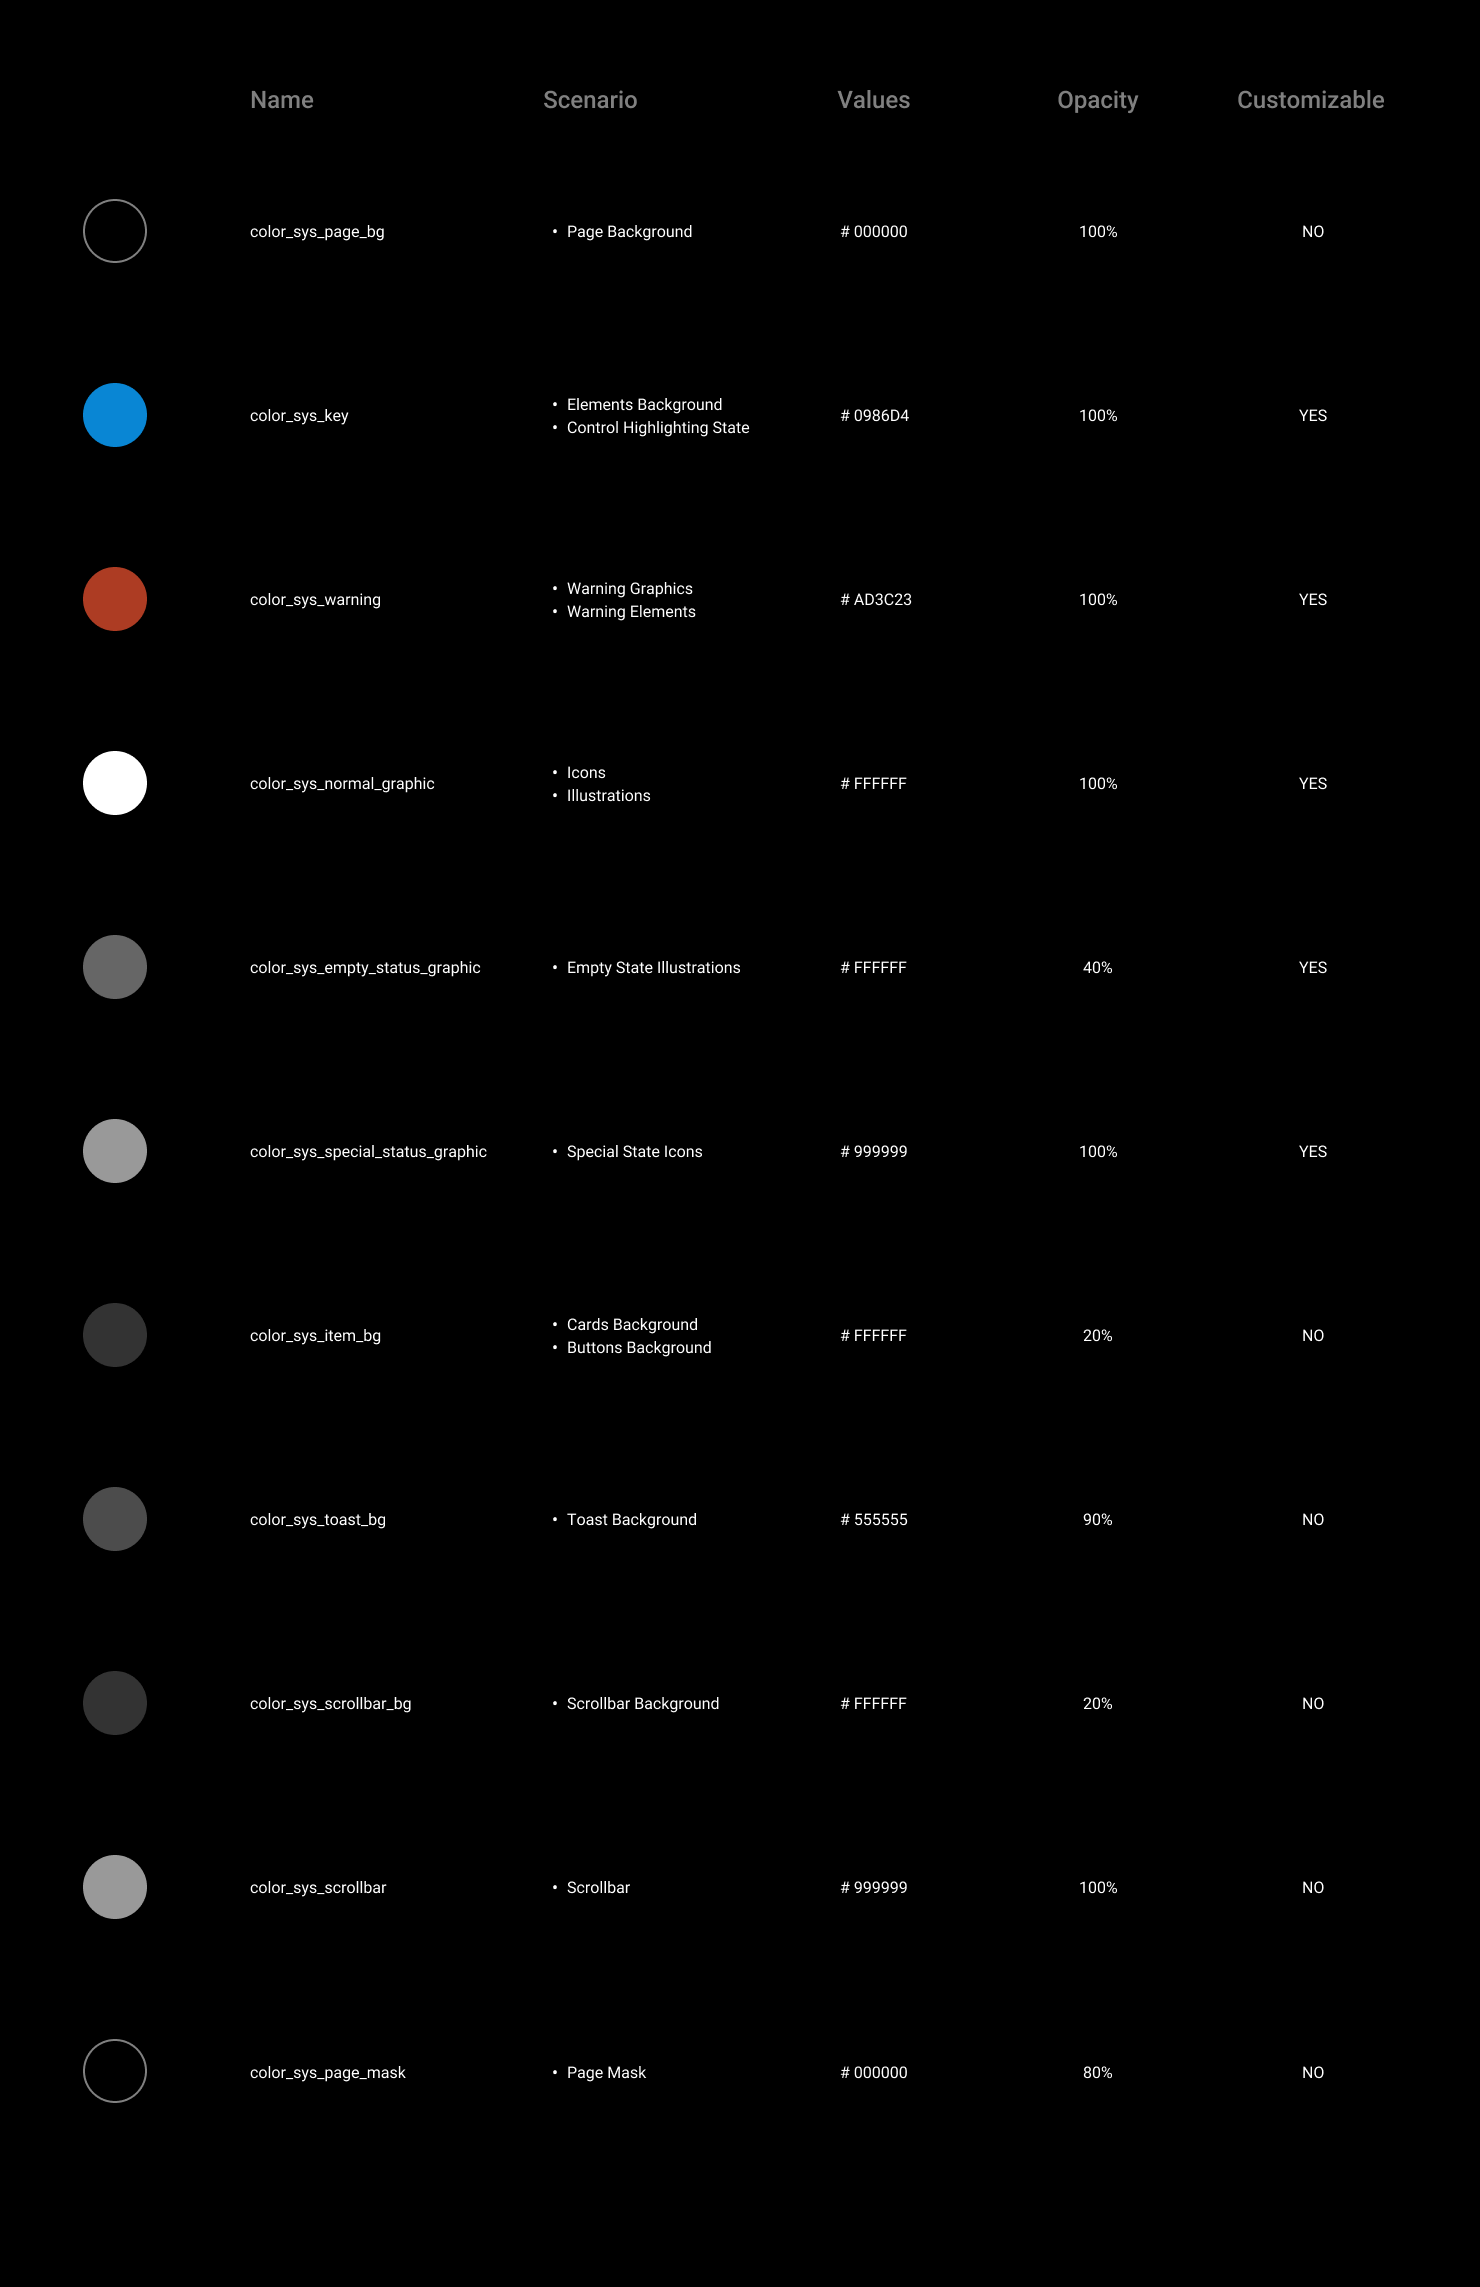 Name Scenario Values Opacity Customizable
color_sys_page_bg • Page Background # 000000 100% NO
• Elements Background
color_sys_key # 0986D4 100% YES
• Control Highlighting State
• Warning Graphics
color_sys_warning # AD3C23 100% YES
• Warning Elements
• Icons
color_sys_normal_graphic # FFFFFF 100% YES
• Illustrations
color_sys_empty_status_graphic • Empty State Illustrations # FFFFFF 40% YES
color_sys_special_status_graphic • Special State Icons # 999999 100% YES
• Cards Background
color_sys_item_bg # FFFFFF 20% NO
• Buttons Background
color_sys_toast_bg • Toast Background # 555555 90% NO
color_sys_scrollbar_bg • Scrollbar Background # FFFFFF 20% NO
color_sys_scrollbar • Scrollbar # 999999 100% NO
color_sys_page_mask • Page Mask # 000000 80% NO